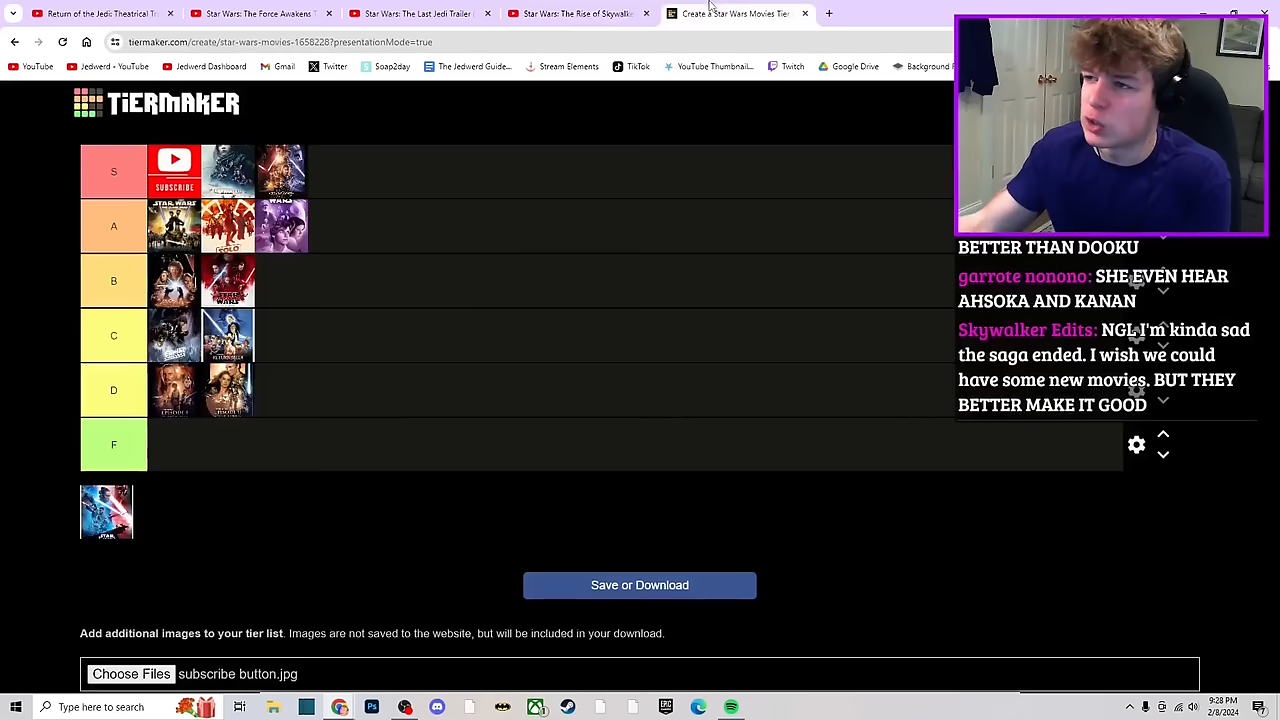 Return of the Jedi Theatrical Tr
Star Wars: The Force Awakens T
Star Wars: The Last Jedi Trailer
Star Wars: The Rise of Skywalk
Create a Star Wars Movies Tier
tiermaker.com/create/star-wars-movies-1658228?presentationMode=true
YouTube
Jedwerd - YouTube
Jedwerd Dashboard
Gmail
Twitter
Soap2day
The Jedwerd Guide...
Stream Elements
TikTok
YouTube Thumbnail...
Twitch
Google Drive
Background
TiERMAKER
S
SUBSCRIBE
A
STAR WARS
SOLO
WARS
B
C
D
F
BETTER THAN DOOKU
garrote nonono: SHE EVEN HEAR
AHSOKA AND KANAN
Skywalker Edits: NGL I'm kinda sad
the saga ended. I wish we could
have some new movies. BUT THEY
BETTER MAKE IT GOOD
STAR
Save or Download
Add additional images to your tier list. Images are not saved to the website, but will be included in your download.
Choose Files subscribe button.jpg
Type here to search
EPIC
9:28 PM
2/8/2024